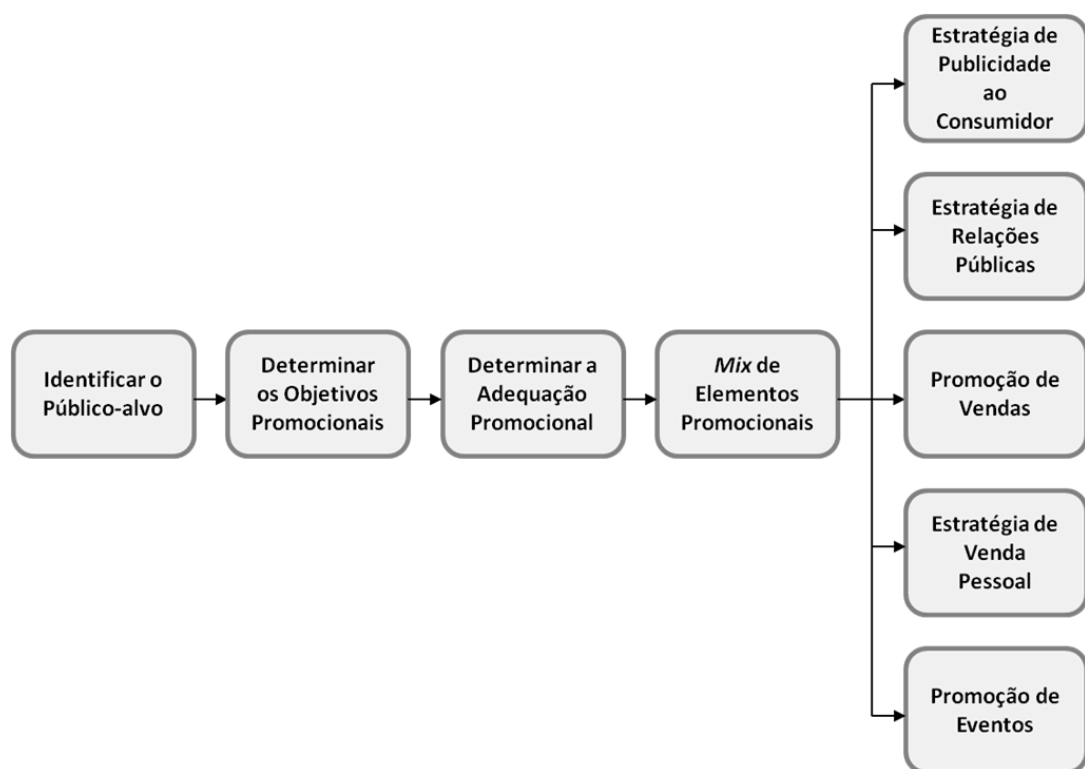 Identificar o
Público-alvo
Determinar
os Objetivos
Promocionais
Determinar a
Adequação
Promocional
Mix de
Elementos
Promocionais
Estratégia de
Publicidade
ao
Consumidor
Estratégia de
Relações
Públicas
Promoção de
Vendas
Estratégia de
Venda
Pessoal
Promoção de
Eventos